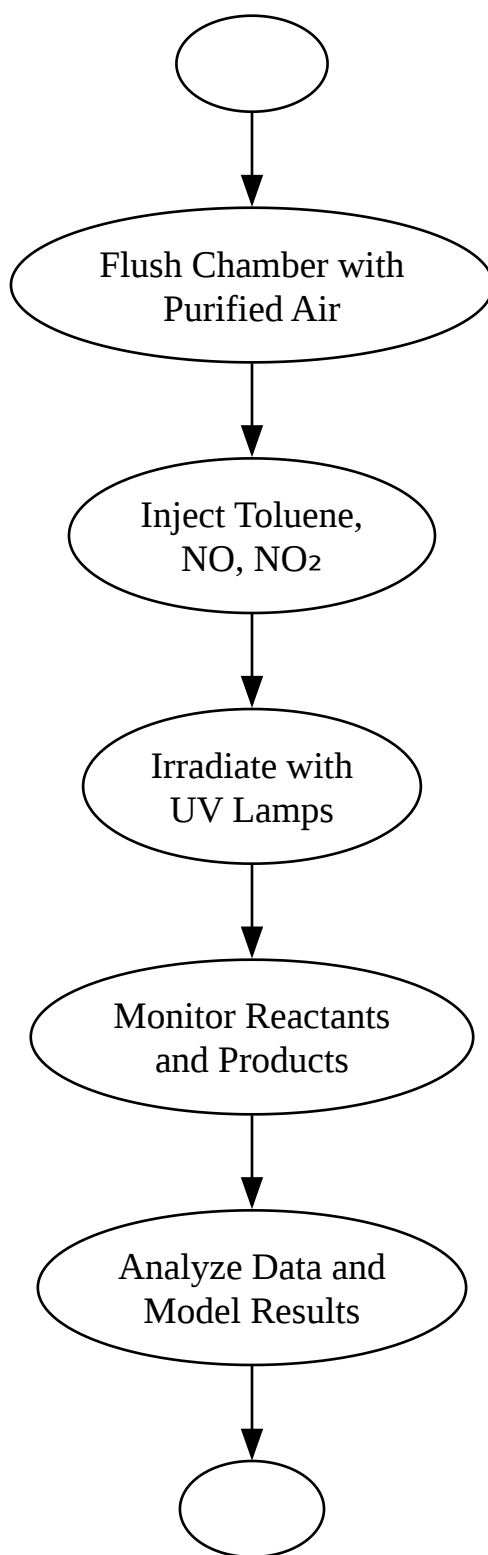 Flush Chamber with
Purified Air
Inject Toluene,
NO, NO₂
Irradiate with
UV Lamps
Monitor Reactants
and Products
Analyze Data and
Model Results